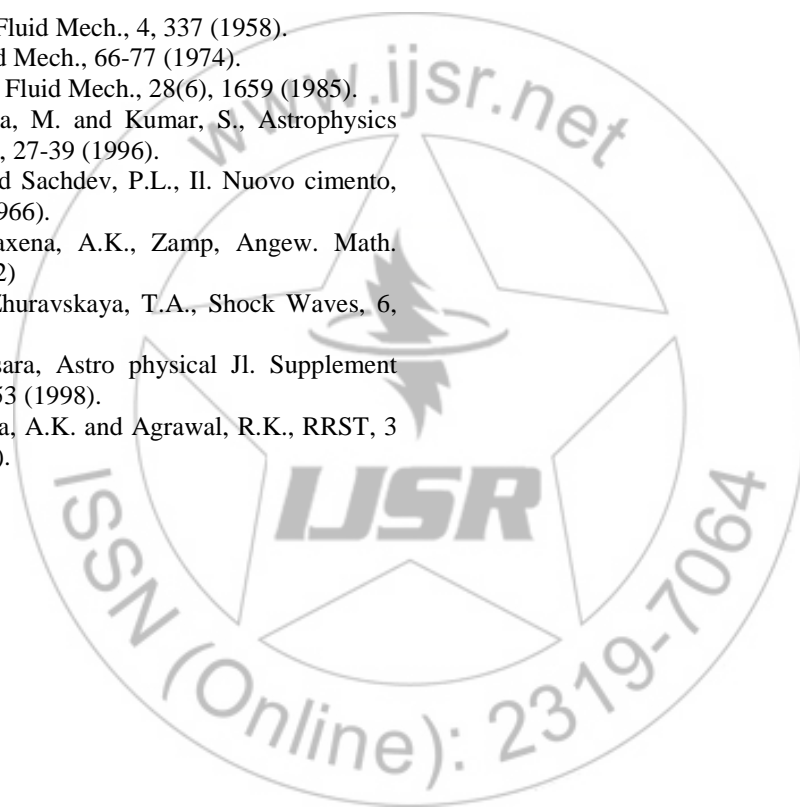 Fluid Mech., 4, 337 (1958).
d Mech., 66-77 (1974).
Fluid Mech., 28(6), 1659 (1985).
a, M. and Kumar, S., Astrophysics
, 27-39 (1996).
d Sachdev, P.L., Il. Nuovo cimento,
966).
axena, A.K., Zamp, Angew. Math.
2)
Zhuravskaya, T.A., Shock Waves, 6,
sara, Astro physical Jl. Supplement
53 (1998).
a, A.K. and Agrawal, R.K., RRST, 3
).
www.ijsr.net
IJSR
ISSN (Online): 2319-7064